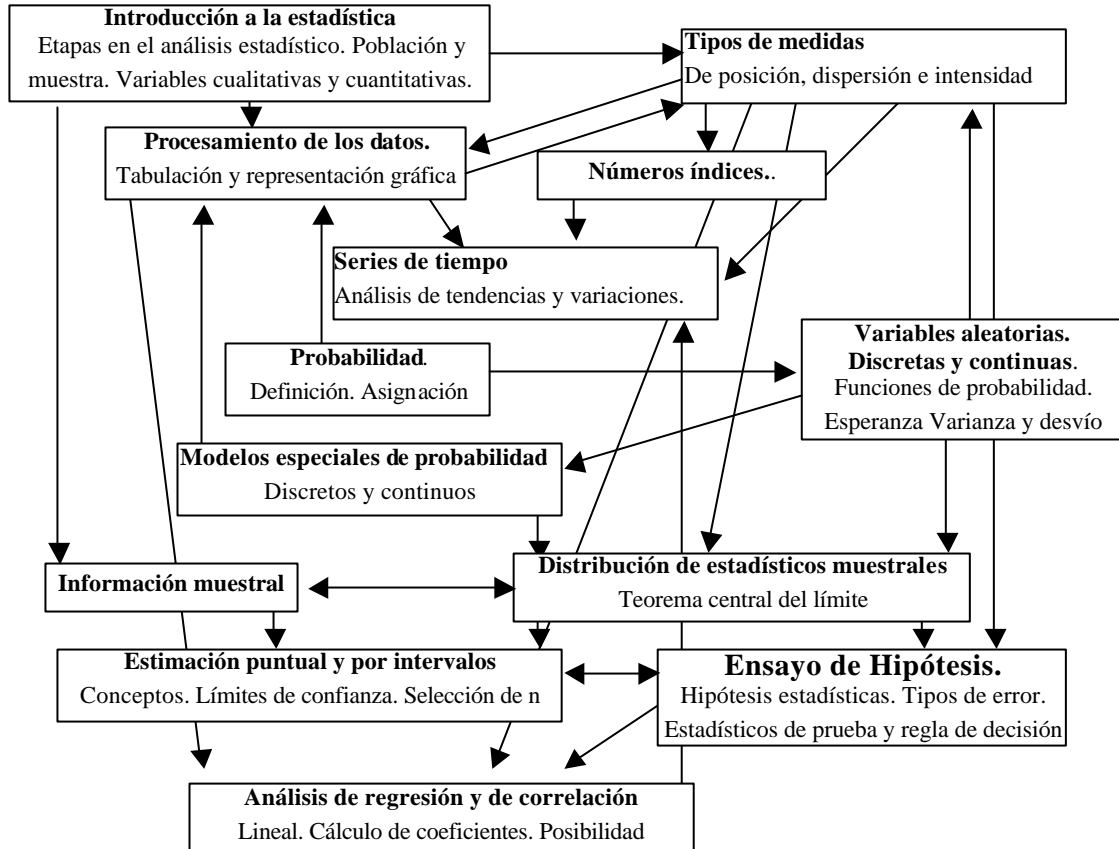 Introducción a la estadística
Etapas en el análisis estadístico. Población y
muestra. Variables cualitativas y cuantitativas.
Tipos de medidas
De posición, dispersión e intensidad
Procesamiento de los datos.
Tabulación y representación gráfica
Números índices..
Series de tiempo
Análisis de tendencias y variaciones.
Probabilidad.
Definición. Asignación
Variables aleatorias.
Discretas y continuas.
Funciones de probabilidad.
Esperanza Varianza y desvío
Modelos especiales de probabilidad
Discretos y continuos
Información muestral
Distribución de estadísticos muestrales
Teorema central del límite
Estimación puntual y por intervalos
Conceptos. Límites de confianza. Selección de n
Ensayo de Hipótesis.
Hipótesis estadísticas. Tipos de error.
Estadísticos de prueba y regla de decisión
Análisis de regresión y de correlación
Lineal. Cálculo de coeficientes. Posibilidad